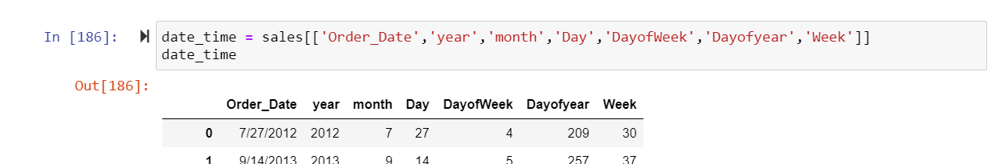 In [186]: date_time = sales[['Order_Date','year','month','Day','DayofWeek','Dayofyear','Week']]
date_time
Out[186]:
Order_Date year month Day DayofWeek Dayofyear Week
0 7/27/2012 2012 7 27 4 209 30
1 9/14/2013 2013 9 14 5 257 37